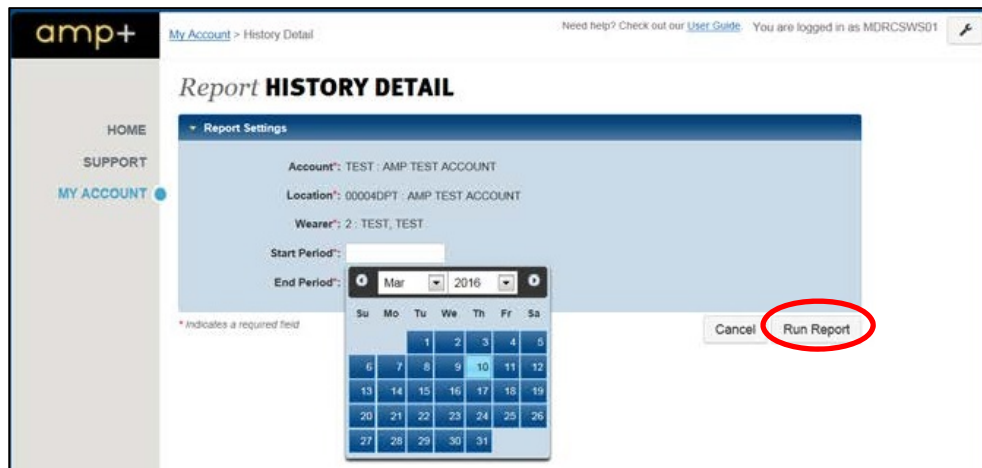 amp+
My Account > History Detail
Need help? Check out our User Guide. You are logged in as MDRCSWS01
Report HISTORY DETAIL
HOME
SUPPORT
MY ACCOUNT
Report Settings
Account*: TEST : AMP TEST ACCOUNT
Location*: 00004DPT : AMP TEST ACCOUNT
Wearer*: 2 : TEST, TEST
Start Period*:
End Period*:
Mar 2016
Su Mo Tu We Th Fr Sa
1 2 3 4 5
6 7 8 9 10 11 12
13 14 15 16 17 18 19
20 21 22 23 24 25 26
27 28 29 30 31
* Indicates a required field
Cancel Run Report